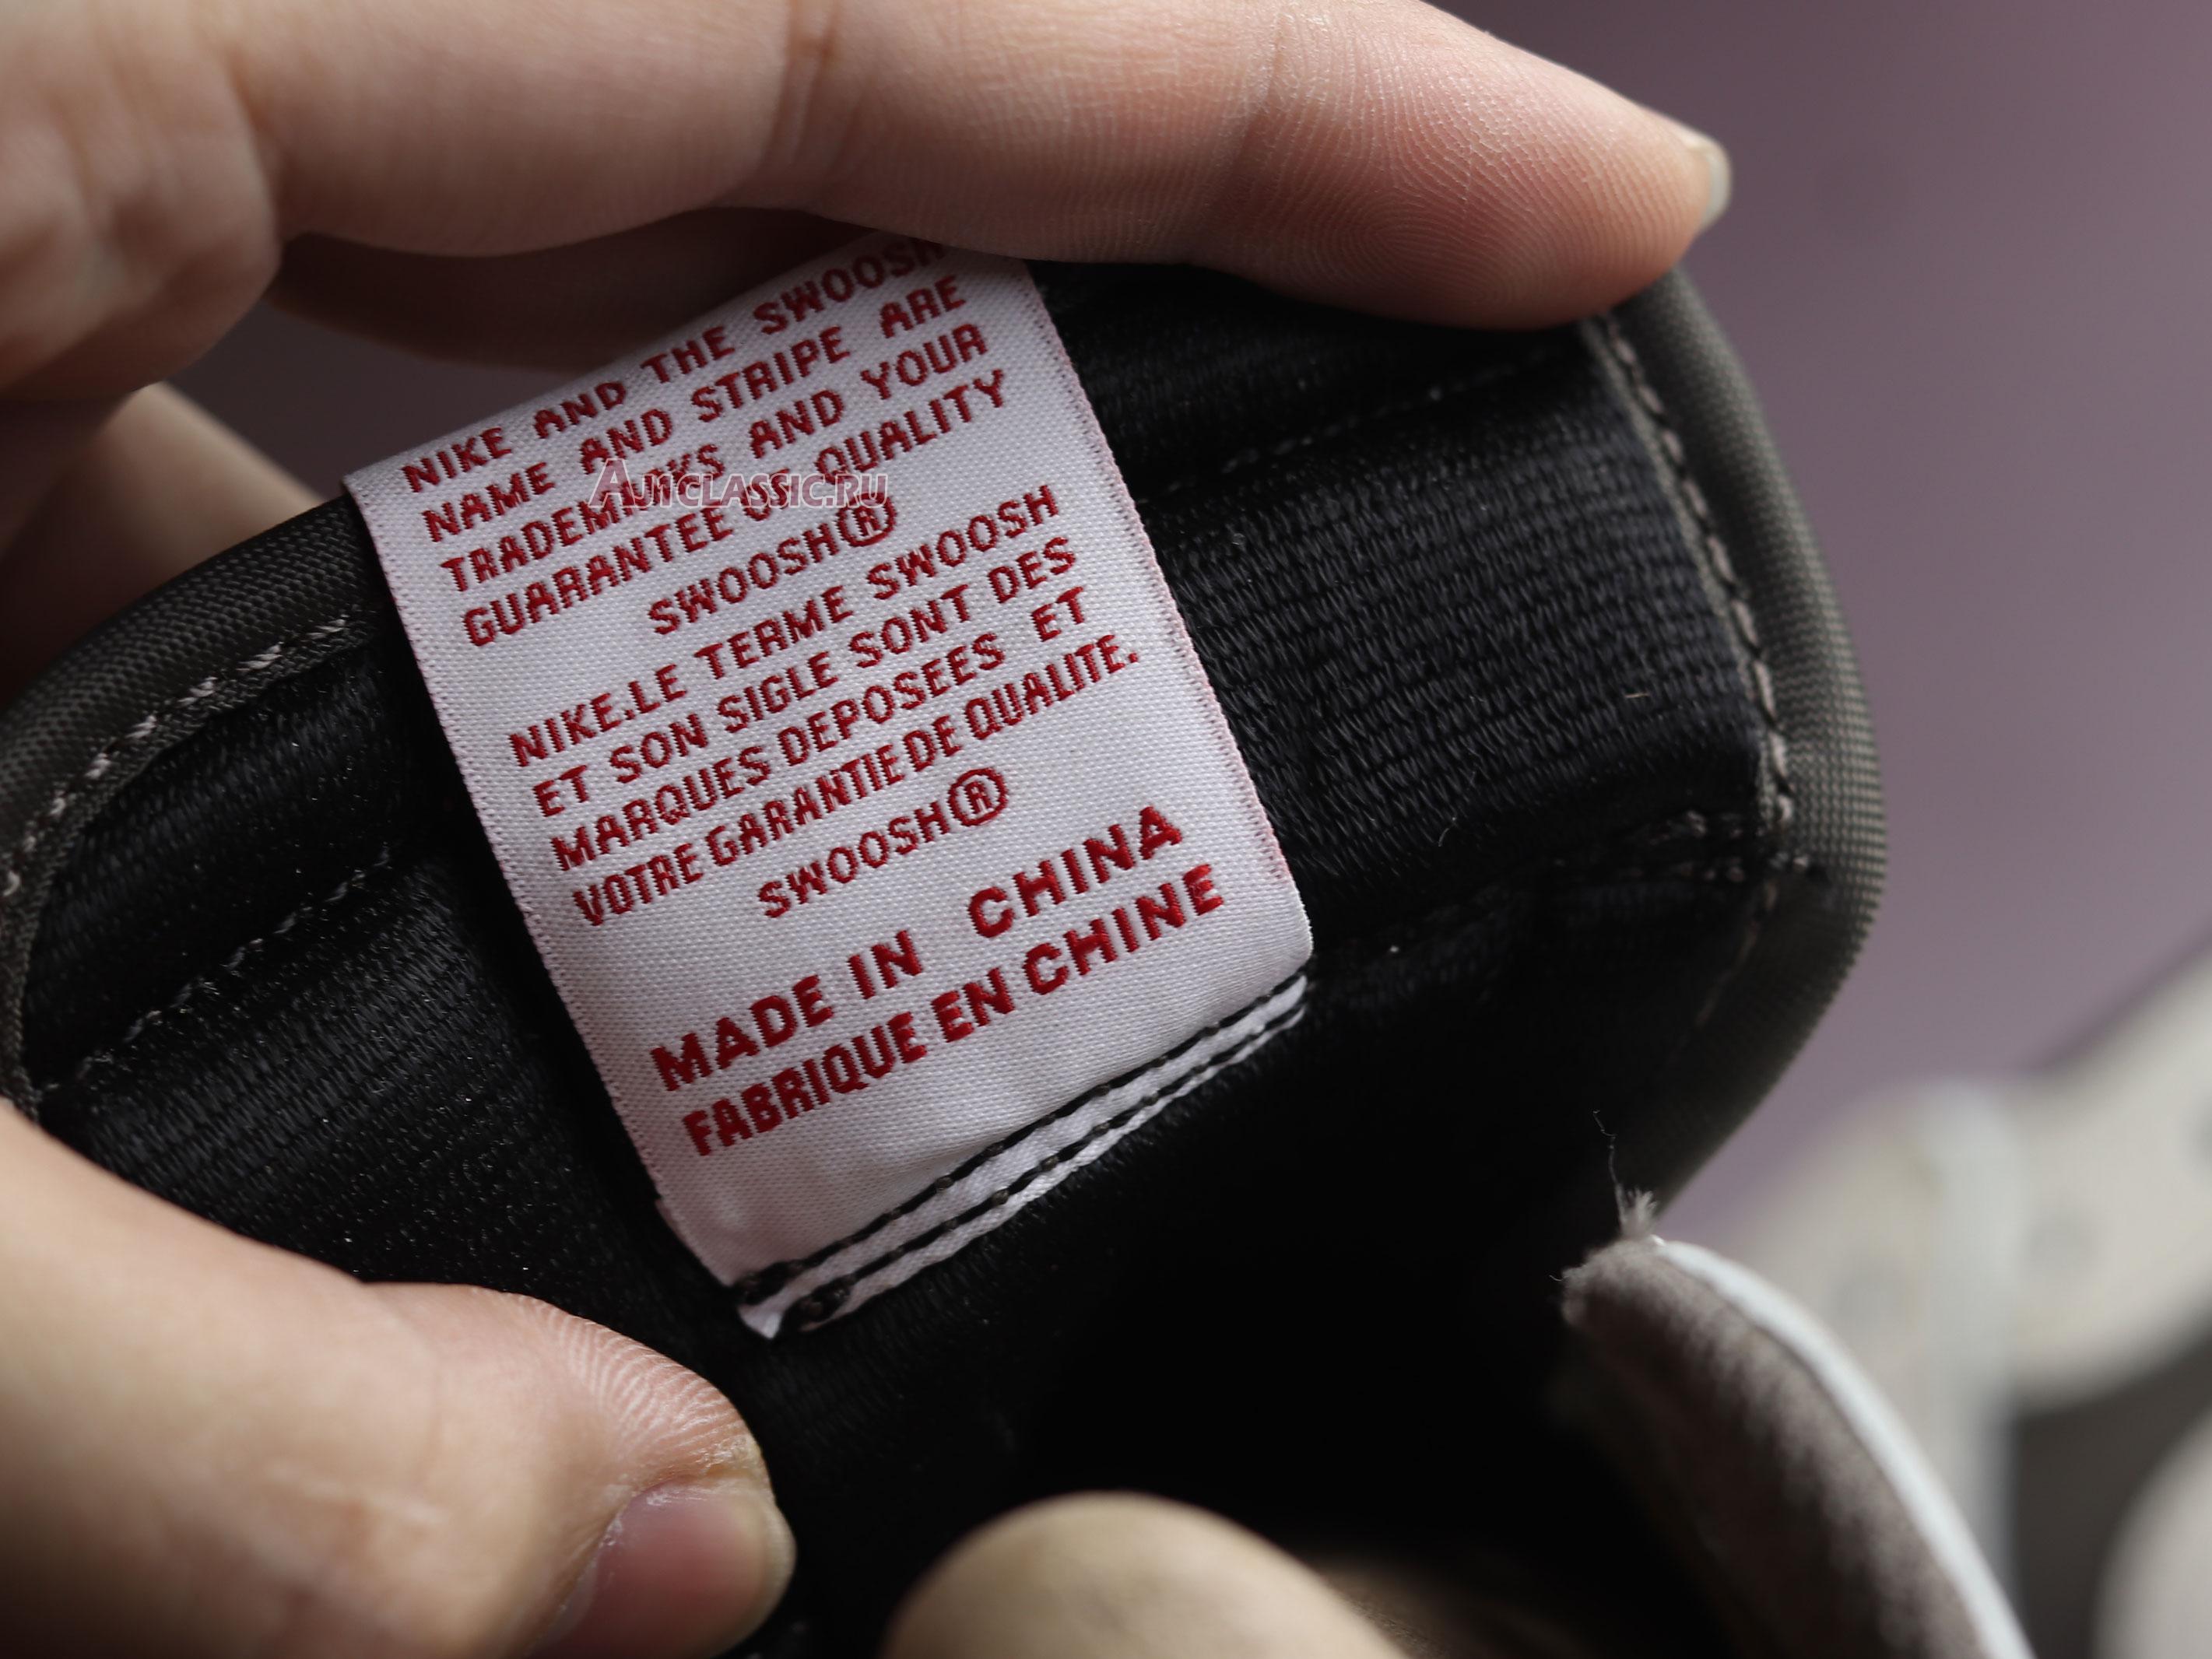 NIKE AND THE SWOOSH
NAME AND STRIPE ARE
TRADEMARKS AND YOUR
GUARANTEE OF QUALITY
SWOOSH®
NIKE.LE TERME SWOOSH
ET SON SIGLE SONT DES
MARQUES DEPOSEES ET
VOTRE GARANTIE DE QUALITE.
SWOOSH®
MADE IN CHINA
FABRIQUE EN CHINE